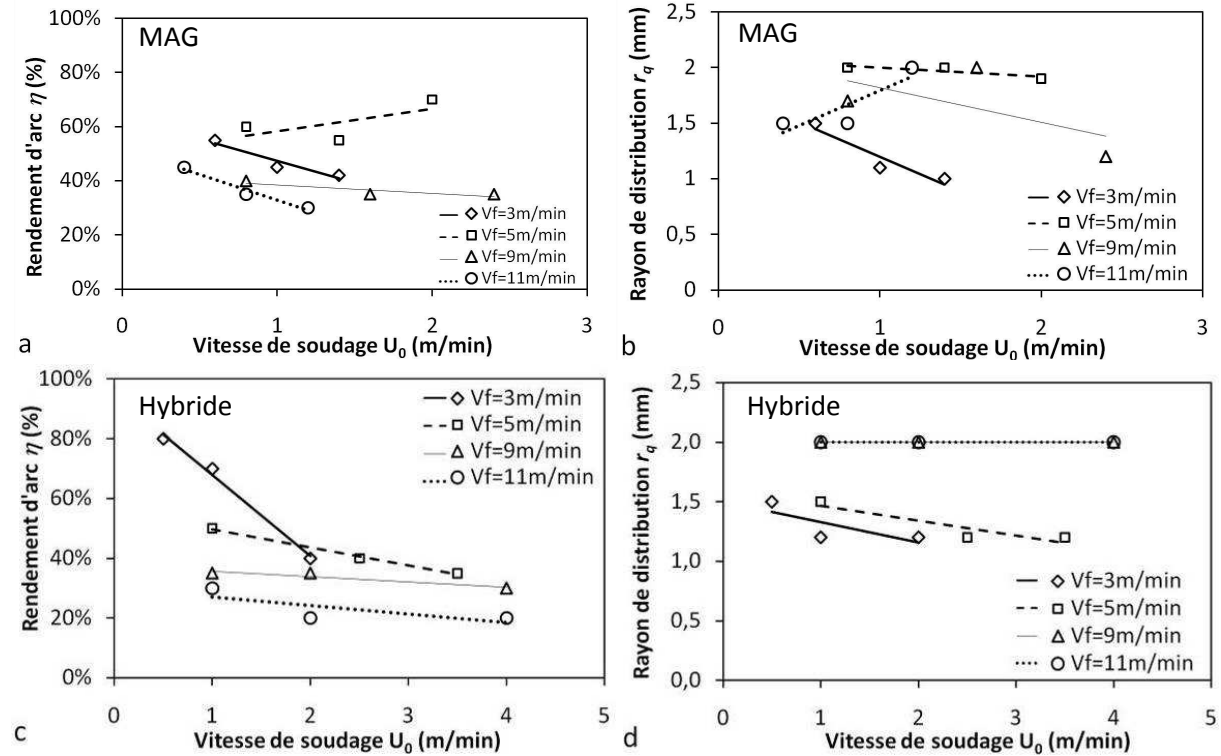 MAG
Rendement d'arc η (%)
100%
80%
60%
40%
20%
0%
Vf=3m/min
Vf=5m/min
Vf=9m/min
Vf=11m/min
0 1 2 3
Vitesse de soudage U0 (m/min)
a
MAG
Rayon de distribution rq (mm)
2,5
2
1,5
1
0,5
0
Vf=3m/min
Vf=5m/min
Vf=9m/min
Vf=11m/min
0 1 2 3
Vitesse de soudage U0 (m/min)
b
Hybride
Rendement d'arc η (%)
100%
80%
60%
40%
20%
0%
Vf=3m/min
Vf=5m/min
Vf=9m/min
Vf=11m/min
0 1 2 3 4 5
Vitesse de soudage U0 (m/min)
c
Hybride
Rayon de distribution rq (mm)
2,5
2,0
1,5
1,0
0,5
0,0
Vf=3m/min
Vf=5m/min
Vf=9m/min
Vf=11m/min
0 1 2 3 4 5
Vitesse de soudage U0 (m/min)
d